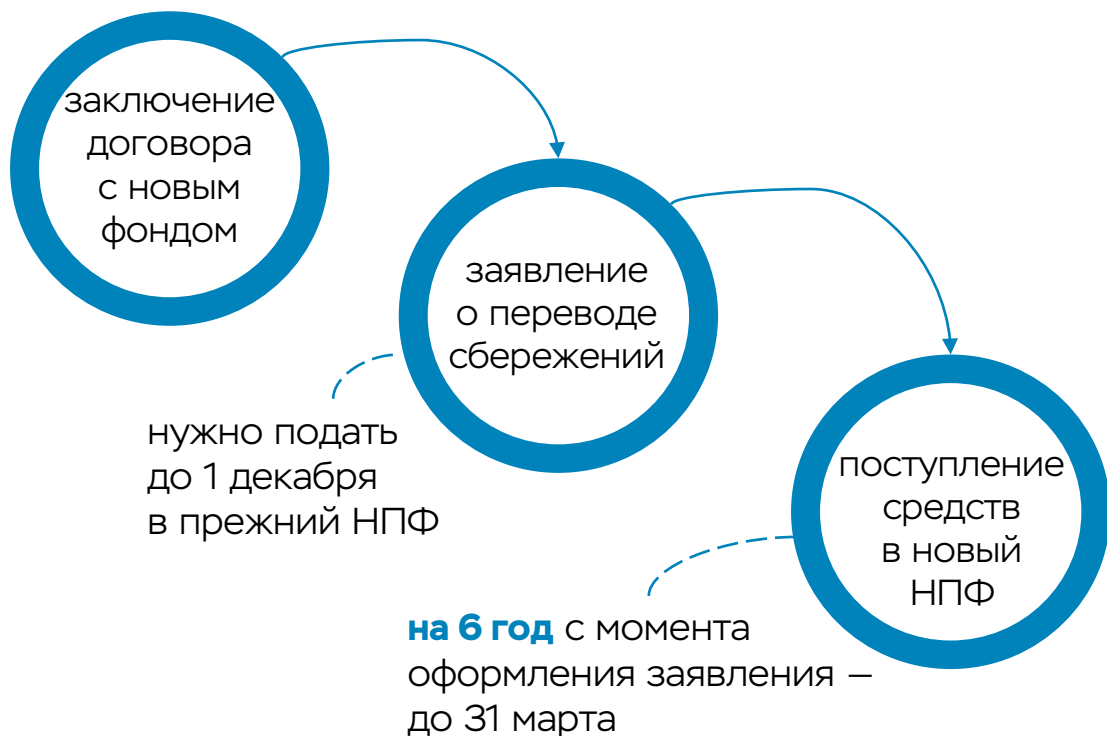 заключение
договора
с новым
фондом
заявление
о переводе
сбережений
нужно подать
до 1 декабря
в прежний НПФ
поступление
средств
в новый
НПФ
на 6 год с момента
оформления заявления —
до 31 марта